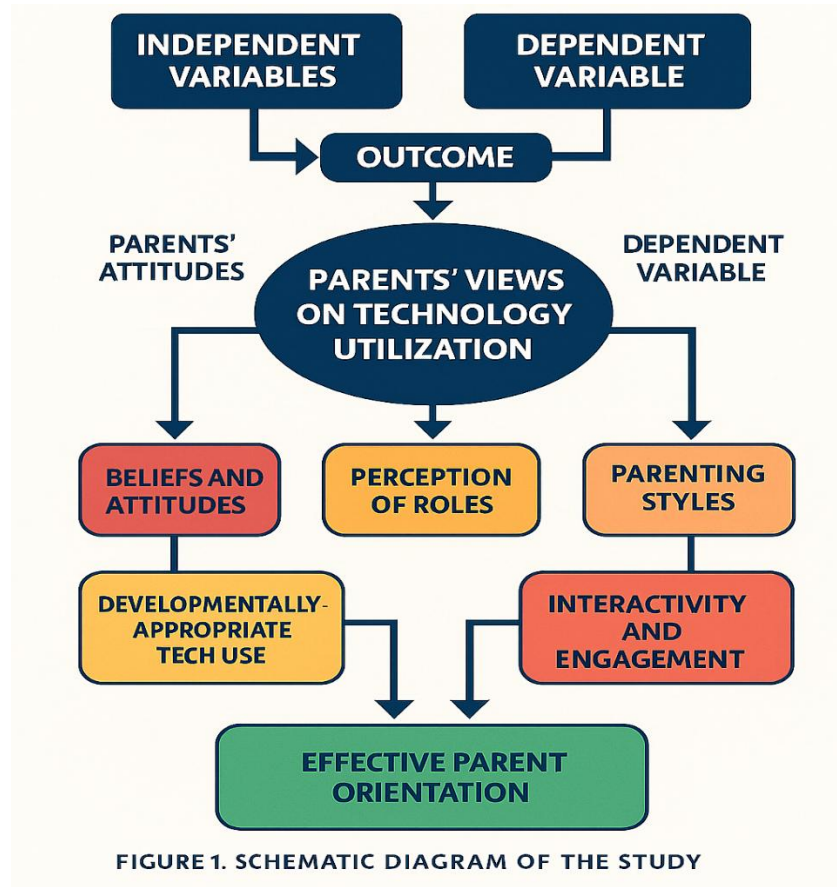 INDEPENDENT
VARIABLES
DEPENDENT
VARIABLE
OUTCOME
PARENTS'
ATTITUDES
PARENTS' VIEWS
ON TECHNOLOGY
UTILIZATION
DEPENDENT
VARIABLE
BELIEFS AND
ATTITUDES
PERCEPTION
OF ROLES
PARENTING
STYLES
DEVELOPMENTALLY-
APPROPRIATE
TECH USE
INTERACTIVITY
AND
ENGAGEMENT
EFFECTIVE PARENT
ORIENTATION
FIGURE 1. SCHEMATIC DIAGRAM OF THE STUDY